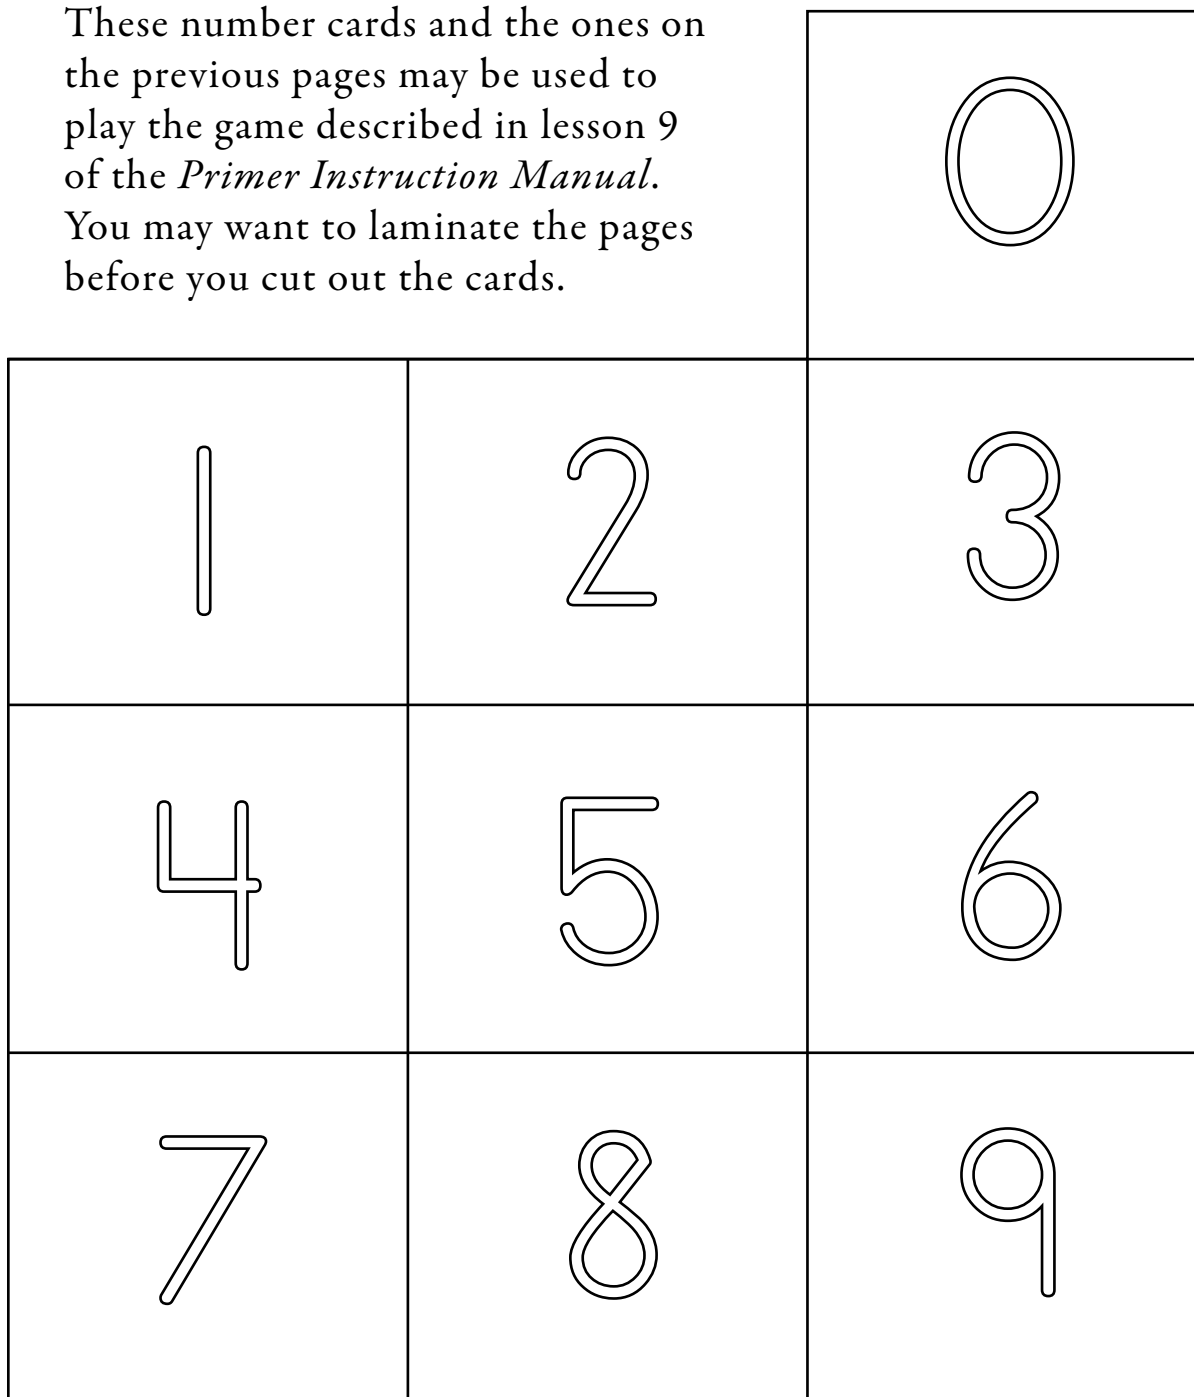 These number cards and the ones on
the previous pages may be used to
play the game described in lesson 9
of the Primer Instruction Manual.
You may want to laminate the pages
before you cut out the cards.
0
1 2 3
4 5 6
7 8 9